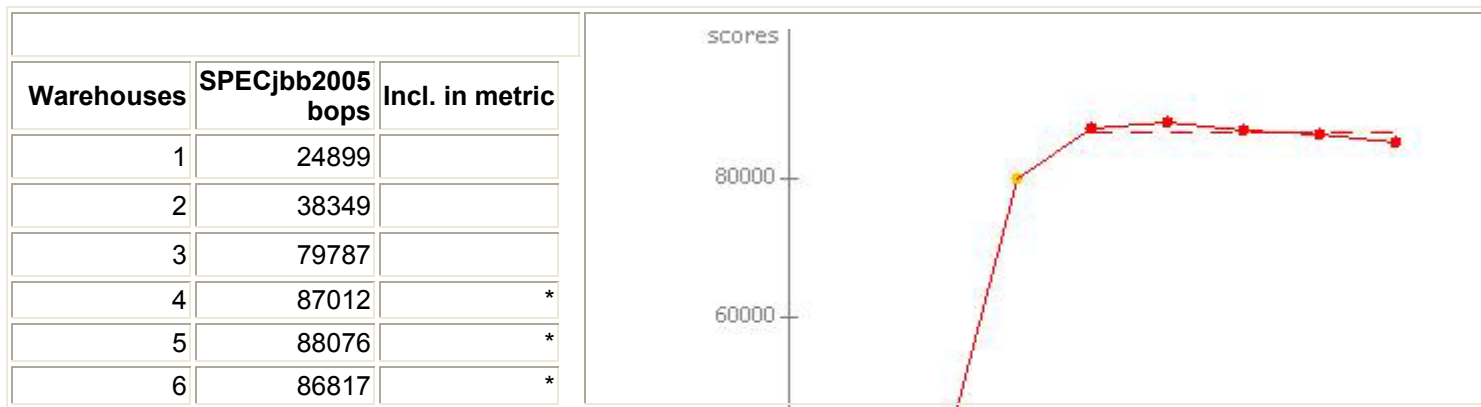 Warehouses SPECjbb2005 bops Incl. in metric
1 24899
2 38349
3 79787
4 87012 *
5 88076 *
6 86817 *
scores
80000
60000